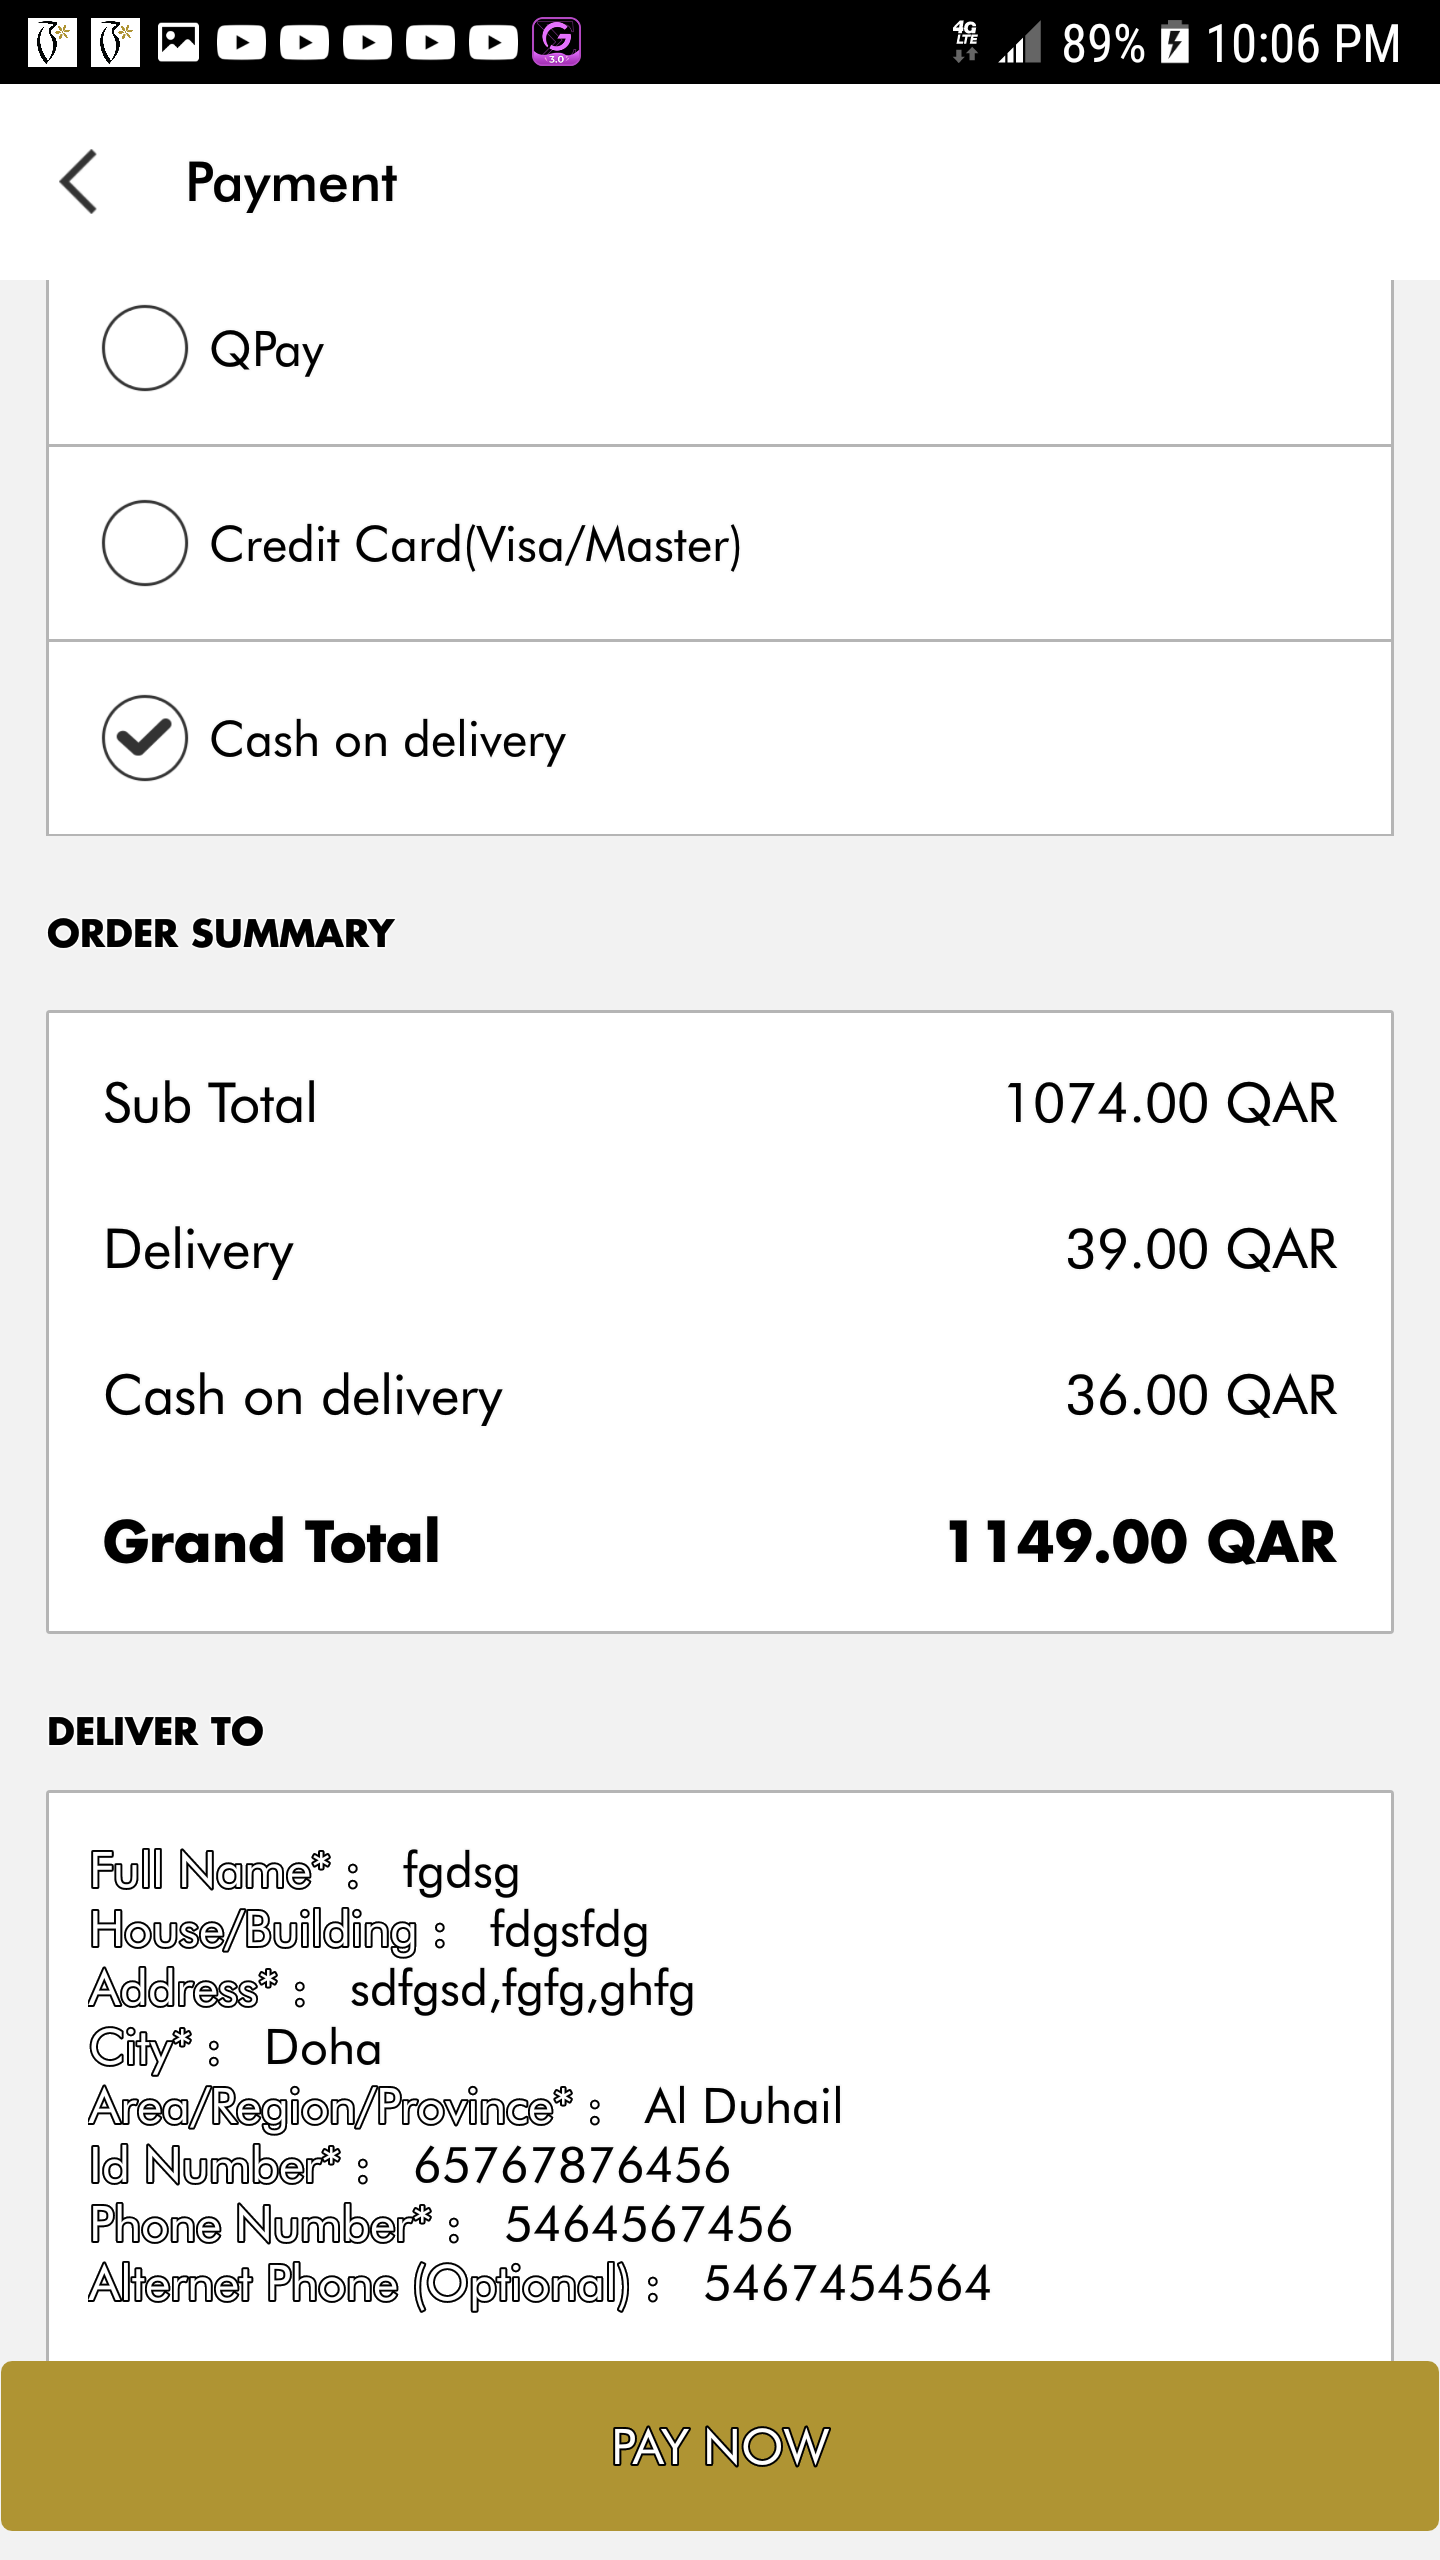 4G LTE 89% 10:06 PM
3.0
Payment
QPay
Credit Card(Visa/Master)
Cash on delivery
ORDER SUMMARY
Sub Total 1074.00 QAR
Delivery 39.00 QAR
Cash on delivery 36.00 QAR
Grand Total 1149.00 QAR
DELIVER TO
Full Name* : fgdsg
House/Building : fdgsfdg
Address* : sdfgsd,fgfg,ghfg
City* : Doha
Area/Region/Province* : Al Duhail
Id Number* : 65767876456
Phone Number* : 5464567456
Alternet Phone (Optional) : 5467454564
PAY NOW